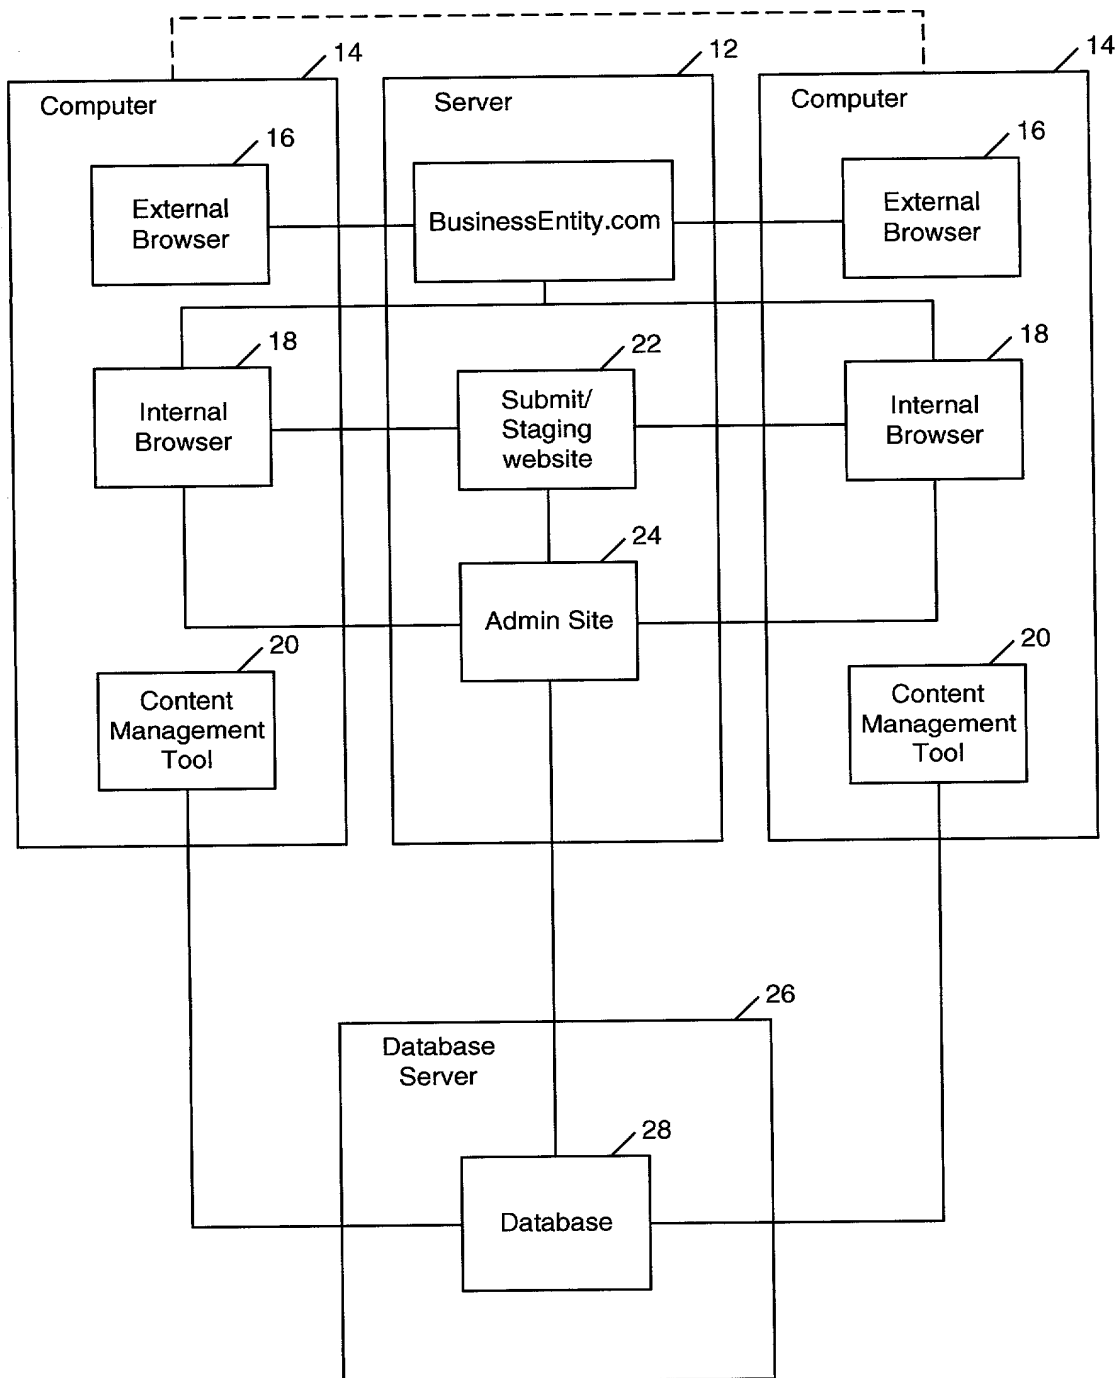 14
12
14
Computer
Server
Computer
16
16
External
Browser
BusinessEntity.com
External
Browser
18
22
18
Internal
Browser
Submit/
Staging
website
Internal
Browser
24
Admin Site
20
20
Content
Management
Tool
Content
Management
Tool
26
Database
Server
28
Database